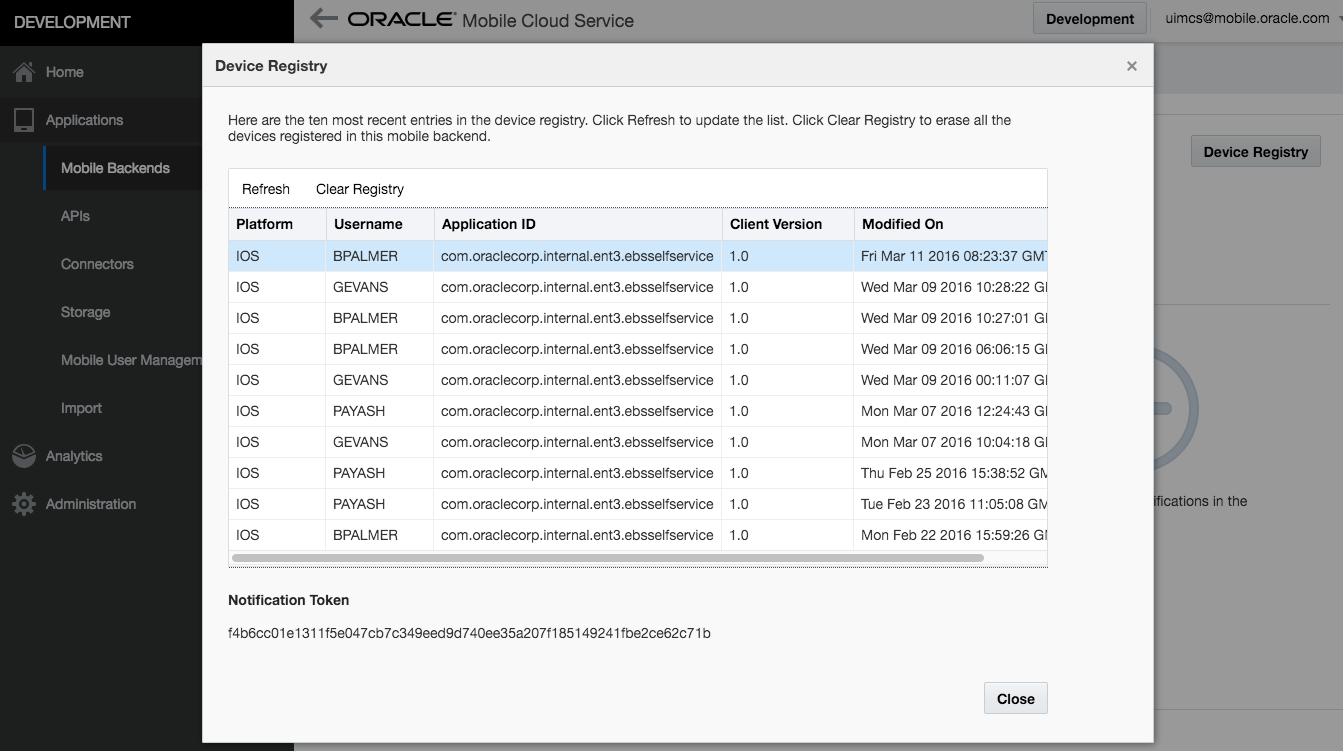 DEVELOPMENT
ORACLE Mobile Cloud Service
Development
uimcs@mobile.oracle.com
Home
Applications
Mobile Backends
APIs
Connectors
Storage
Mobile User Managem
Import
Analytics
Administration
Device Registry
×
Here are the ten most recent entries in the device registry. Click Refresh to update the list. Click Clear Registry to erase all the
devices registered in this mobile backend.
Refresh Clear Registry
Platform Username Application ID Client Version Modified On
IOS BPALMER com.oraclecorp.internal.ent3.ebsselfservice 1.0 Fri Mar 11 2016 08:23:37 GMT
IOS GEVANS com.oraclecorp.internal.ent3.ebsselfservice 1.0 Wed Mar 09 2016 10:28:22 G
IOS BPALMER com.oraclecorp.internal.ent3.ebsselfservice 1.0 Wed Mar 09 2016 10:27:01 G
IOS BPALMER com.oraclecorp.internal.ent3.ebsselfservice 1.0 Wed Mar 09 2016 06:06:15 G
IOS GEVANS com.oraclecorp.internal.ent3.ebsselfservice 1.0 Wed Mar 09 2016 00:11:07 G
IOS PAYASH com.oraclecorp.internal.ent3.ebsselfservice 1.0 Mon Mar 07 2016 12:24:43 G
IOS GEVANS com.oraclecorp.internal.ent3.ebsselfservice 1.0 Mon Mar 07 2016 10:04:18 G
IOS PAYASH com.oraclecorp.internal.ent3.ebsselfservice 1.0 Thu Feb 25 2016 15:38:52 GM
IOS PAYASH com.oraclecorp.internal.ent3.ebsselfservice 1.0 Tue Feb 23 2016 11:05:08 GM
IOS BPALMER com.oraclecorp.internal.ent3.ebsselfservice 1.0 Mon Feb 22 2016 15:59:26 G
Notification Token
f4b6cc01e1311f5e047cb7c349eed9d740ee35a207f185149241fbe2ce62c71b
Close
Device Registry
ifications in the